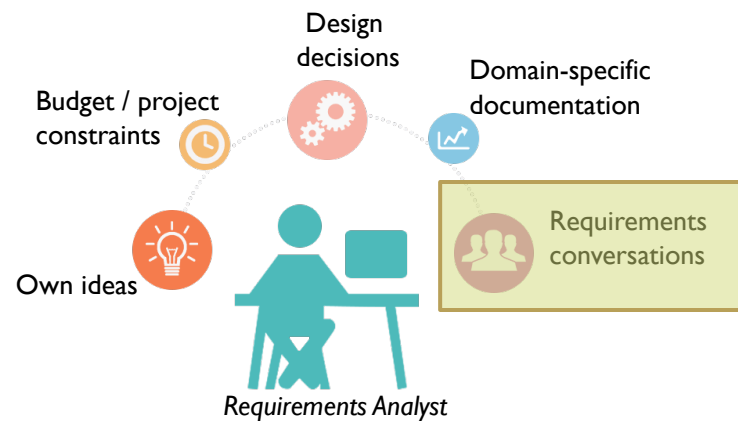 Design
decisions
Domain-specific
documentation
Budget / project
constraints
Requirements
conversations
Own ideas
Requirements Analyst